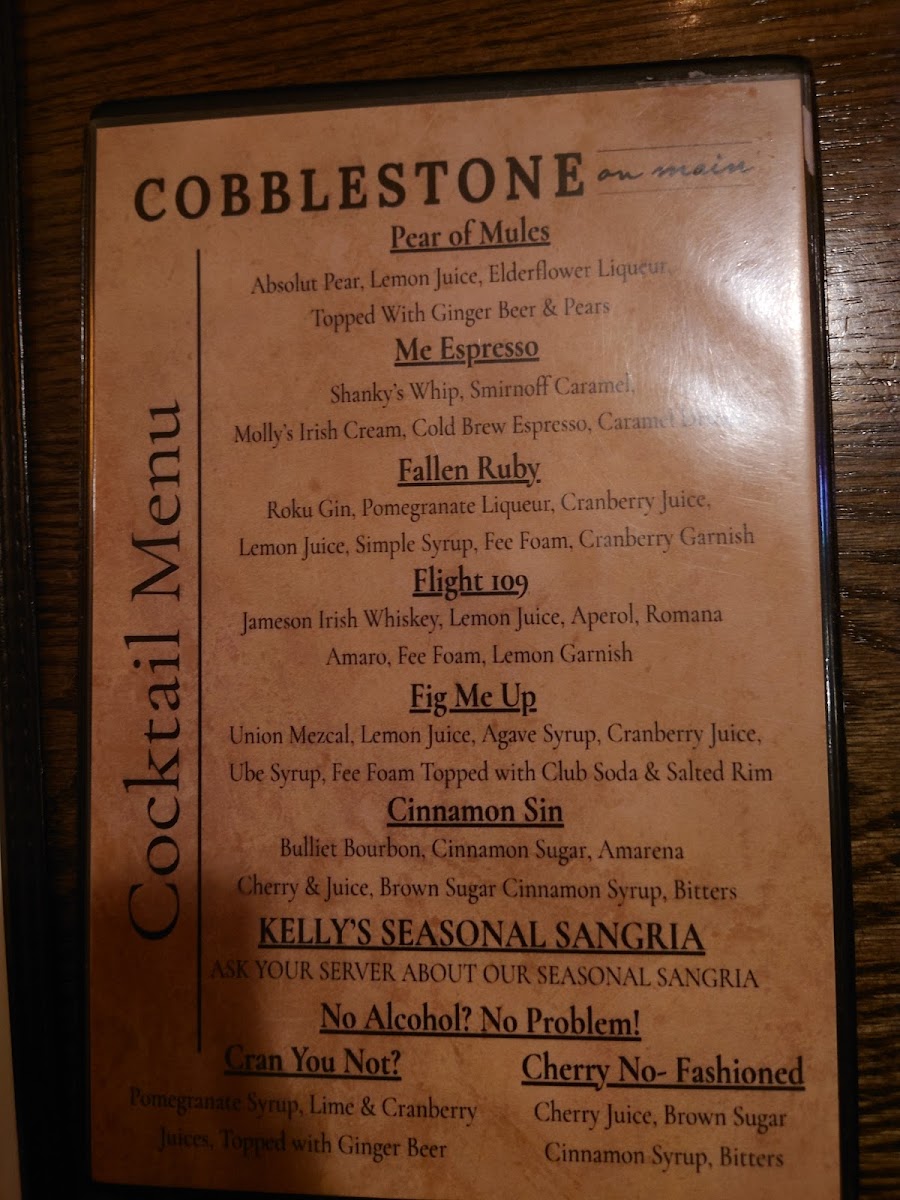 COBBLESTONE on main
Cocktail Menu
Pear of Mules
Absolut Pear, Lemon Juice, Elderflower Liqueur,
Topped With Ginger Beer & Pears
Me Espresso
Shanky's Whip, Smirnoff Caramel,
Molly's Irish Cream, Cold Brew Espresso, Caramel
Fallen Ruby
Roku Gin, Pomegranate Liqueur, Cranberry Juice,
Lemon Juice, Simple Syrup, Fee Foam, Cranberry Garnish
Flight 109
Jameson Irish Whiskey, Lemon Juice, Aperol, Romana
Amaro, Fee Foam, Lemon Garnish
Fig Me Up
Union Mezcal, Lemon Juice, Agave Syrup, Cranberry Juice,
Ube Syrup, Fee Foam Topped with Club Soda & Salted Rim
Cinnamon Sin
Bulliet Bourbon, Cinnamon Sugar, Amarena
Cherry & Juice, Brown Sugar Cinnamon Syrup, Bitters
KELLY'S SEASONAL SANGRIA
ASK YOUR SERVER ABOUT OUR SEASONAL SANGRIA
No Alcohol? No Problem!
Cran You Not?
Pomegranate Syrup, Lime & Cranberry
Juices, Topped with Ginger Beer
Cherry No- Fashioned
Cherry Juice, Brown Sugar
Cinnamon Syrup, Bitters